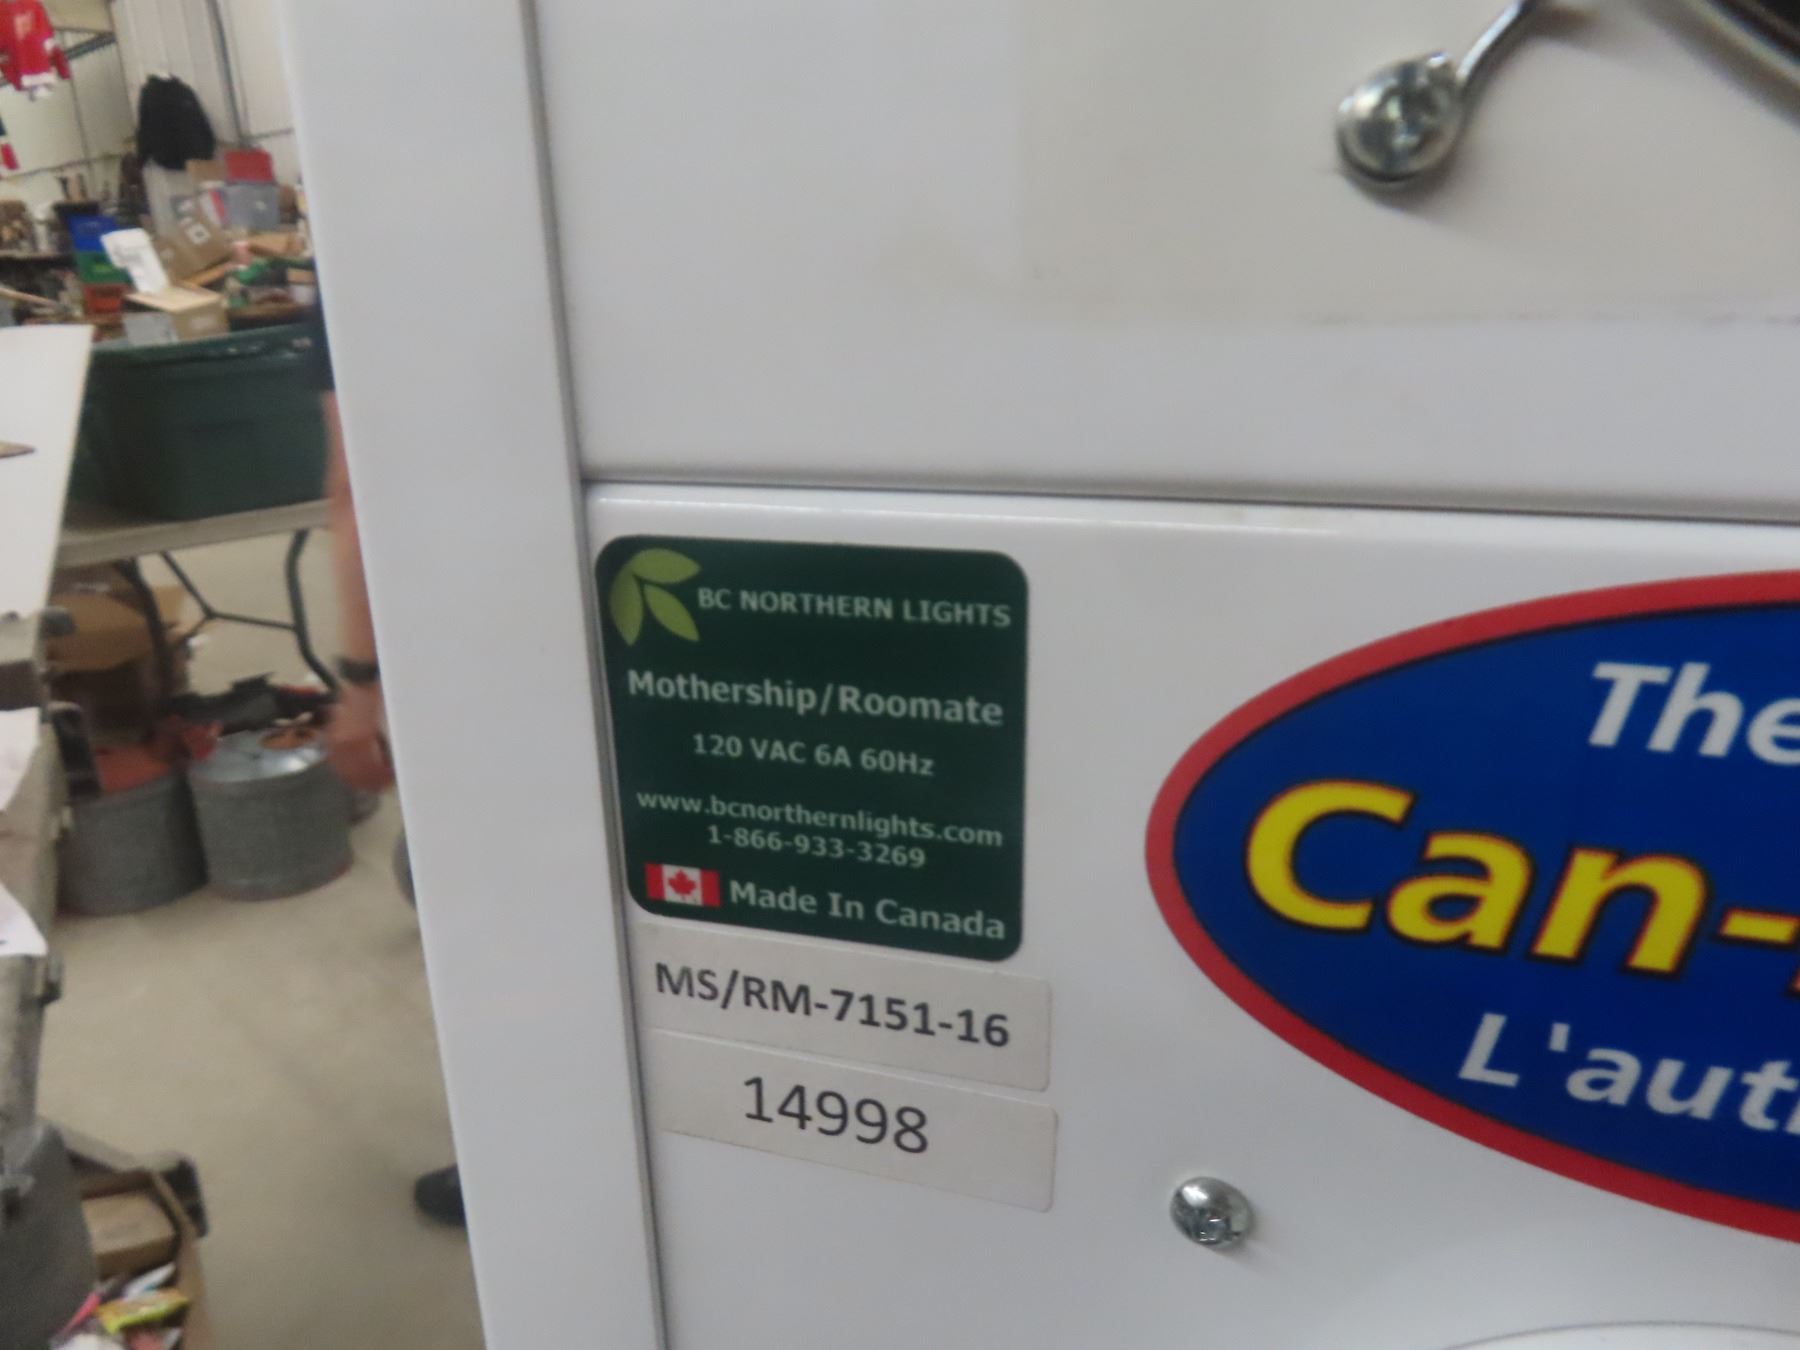 BC NORTHERN LIGHTS
Mothership/Roomate
120 VAC 6A 60Hz
www.bcnorthernlights.com
1-866-933-3269
Made In Canada
MS/RM-7151-16
14998
The
Can-
L'aut